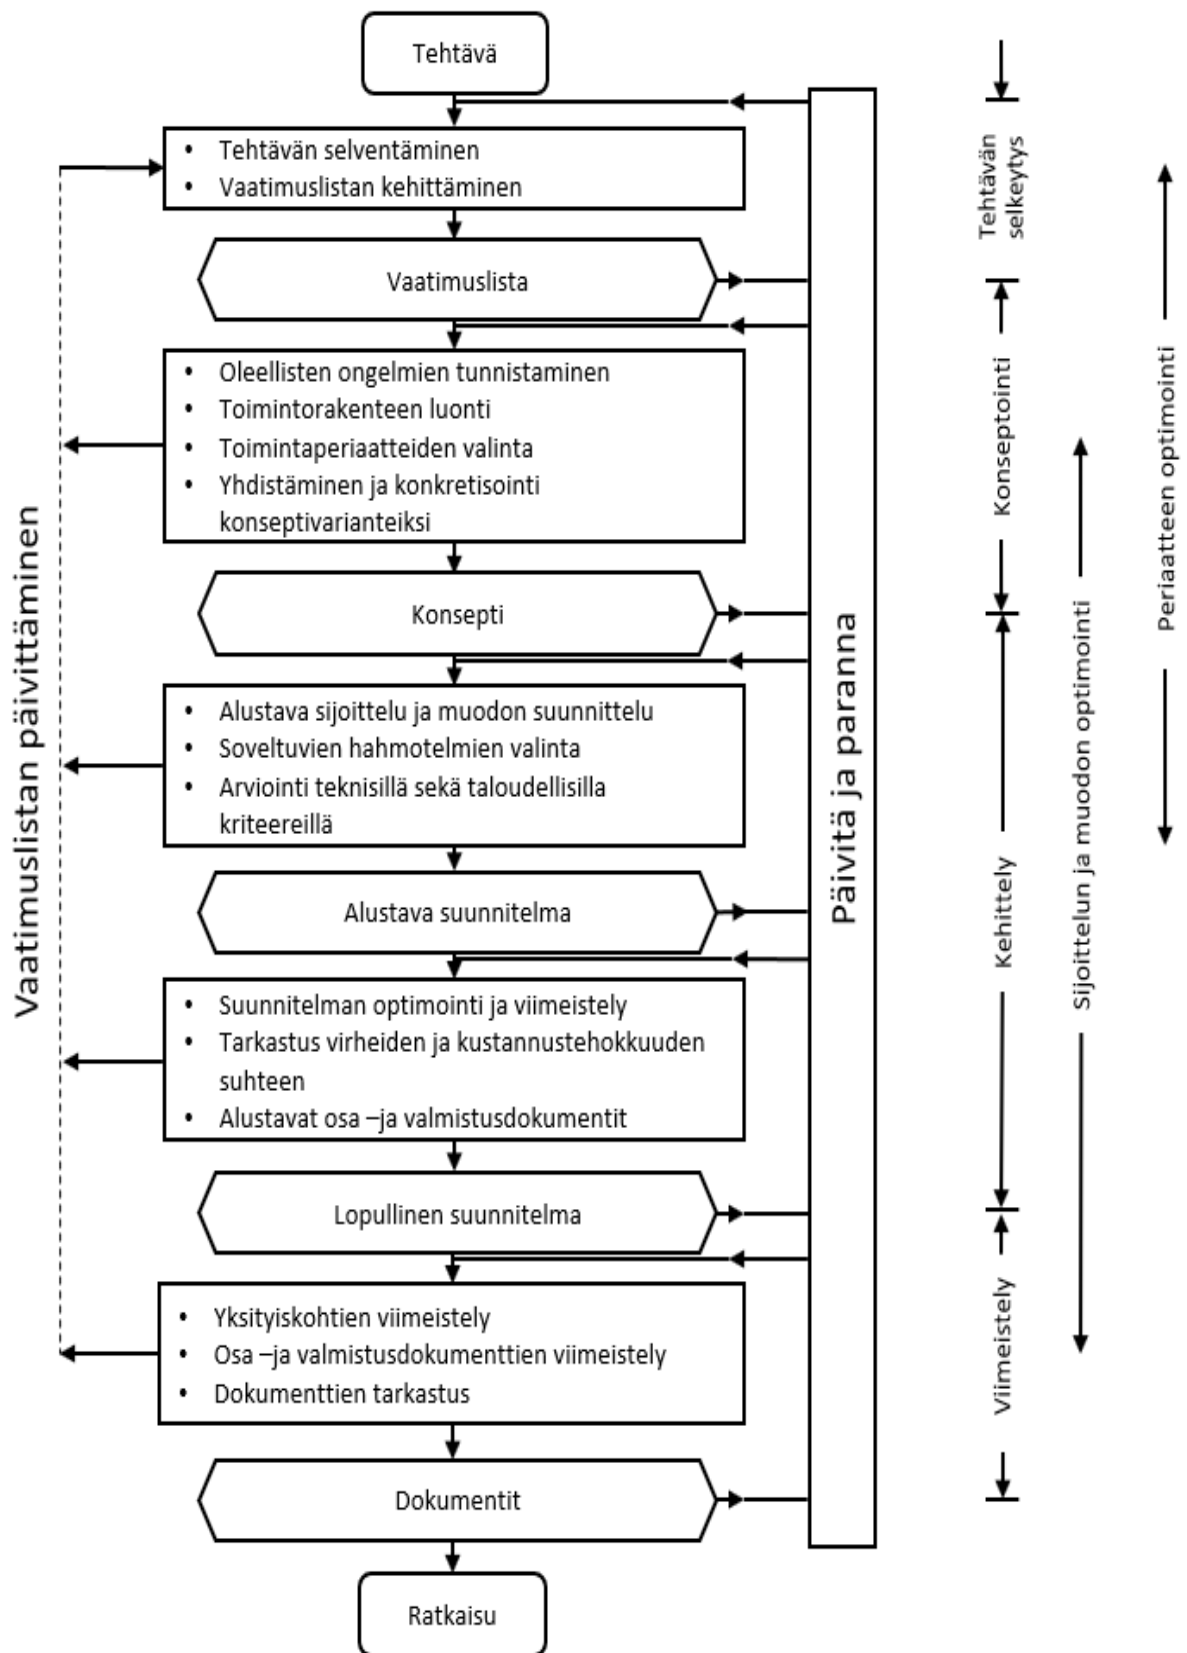 Tehtävä
• Tehtävän selventäminen
• Vaatimuslistan kehittäminen
Vaatimuslista
• Oleellisten ongelmien tunnistaminen
• Toimintorakenteen luonti
• Toimintaperiaatteiden valinta
• Yhdistäminen ja konkretisointi
konseptivarianteiksi
Konsepti
• Alustava sijoittelu ja muodon suunnittelu
• Soveltuvien hahmotelmien valinta
• Arviointi teknisillä sekä taloudellisilla
kriteereillä
Alustava suunnitelma
• Suunnitelman optimointi ja viimeistely
• Tarkastus virheiden ja kustannustehokkuuden
suhteen
• Alustavat osa –ja valmistusdokumentit
Lopullinen suunnitelma
• Yksityiskohtien viimeistely
• Osa –ja valmistusdokumenttien viimeistely
• Dokumenttien tarkastus
Dokumentit
Ratkaisu
Vaatimuslistan päivittäminen
Päivitä ja paranna
Tehtävän
selkeytys
Konseptointi
Kehittely
Viimeistely
Sijoittelun ja muodon optimointi
Periaatteen optimointi